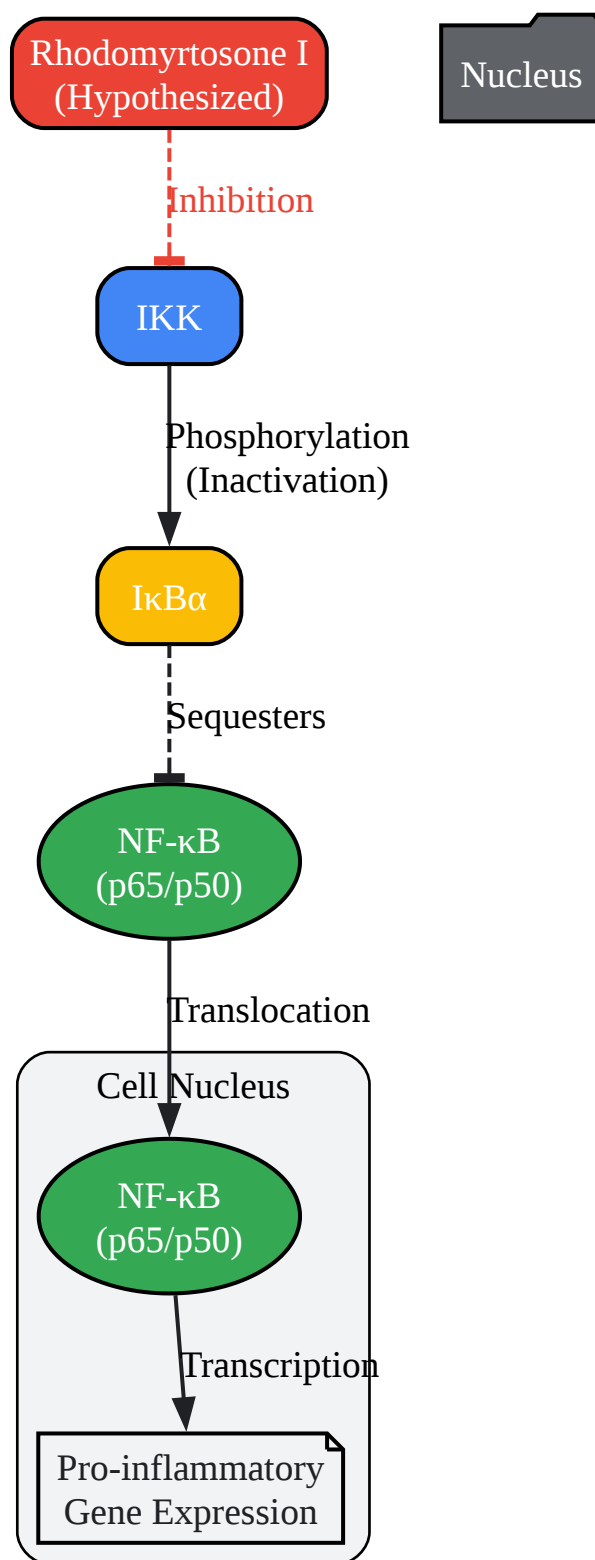 Rhodomyrtosone I
(Hypothesized)
Nucleus
Inhibition
IKK
Phosphorylation
(Inactivation)
IκBα
Sequesters
NF-κB
(p65/p50)
Translocation
Cell Nucleus
NF-κB
(p65/p50)
Transcription
Pro-inflammatory
Gene Expression